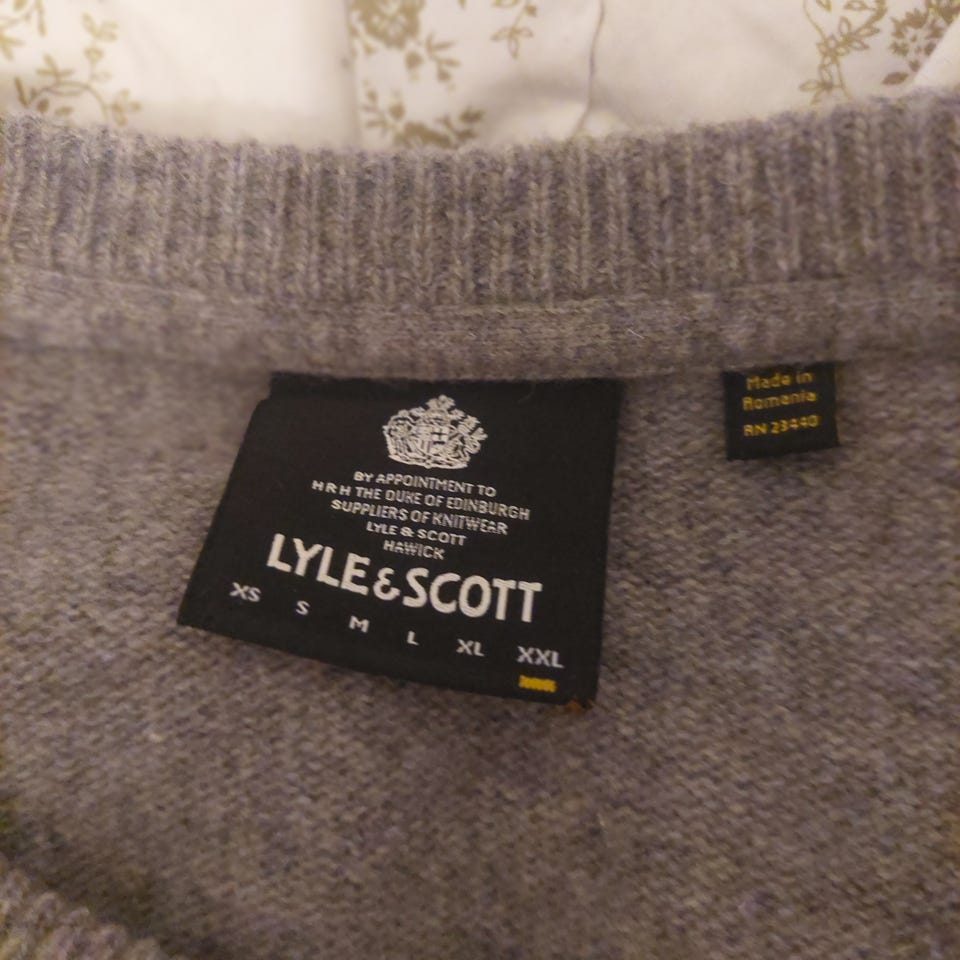 BY APPOINTMENT TO
H R H THE DUKE OF EDINBURGH
SUPPLIERS OF KNITWEAR
LYLE & SCOTT
HAWICK
LYLE & SCOTT
XS S M L XL XXL
Made in
Romania
RN 23440